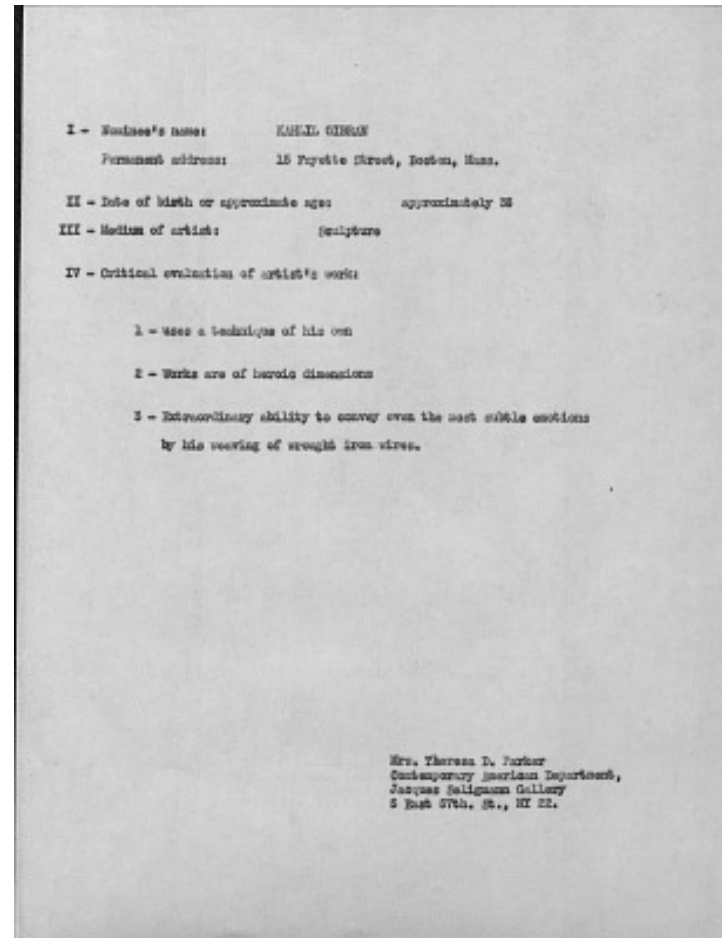 I - Nominee's name: KAHLIL GIBRAN
Permanent address: 15 Fayette Street, Boston, Mass.
II - Date of birth or approximate age: approximately
III - Medium of artist: Sculpture
IV - Critical evaluation of artist's work:
1 - uses a technique of his own
2 - Works are of heroic dimensions
3 - Extraordinary ability to convey even the most subtle emotions
by his weaving of wrought iron wires.
Mrs. Theresa D. Parker
Contemporary American Department,
Jacques Seligmann Gallery
5 East 57th. St., NY 22.